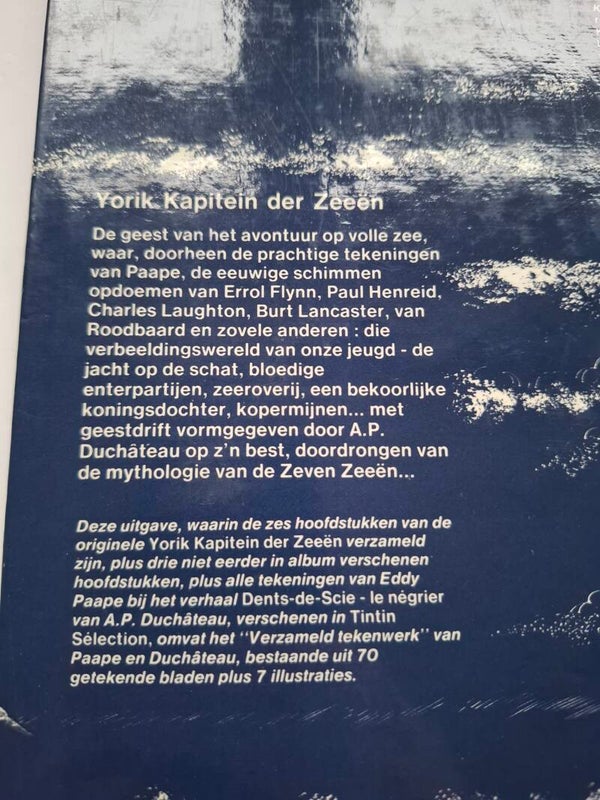 Yorik Kapitein der Zeeën
De geest van het avontuur op volle zee,
waar, doorheen de prachtige tekeningen
van Paape, de eeuwige schimmen
opdoemen van Errol Flynn, Paul Henreid,
Charles Laughton, Burt Lancaster, van
Roodbaard en zovele anderen : die
verbeeldingswereld van onze jeugd - de
jacht op de schat, bloedige
enterpartijen, zeeroverij, een bekoorlijke
koningsdochter, kopermijnen... met
geestdrift vormgegeven door A.P.
Duchâteau op z'n best, doordrongen van
de mythologie van de Zeven Zeeën...
Deze uitgave, waarin de zes hoofdstukken van de
originele Yorik Kapitein der Zeeën verzameld
zijn, plus drie niet eerder in album verschenen
hoofdstukken, plus alle tekeningen van Eddy
Paape bij het verhaal Dents-de-Scie - le négrier
van A.P. Duchâteau, verschenen in Tintin
Sélection, omvat het "Verzameld tekenwerk" van
Paape en Duchâteau, bestaande uit 70
getekende bladen plus 7 illustraties.